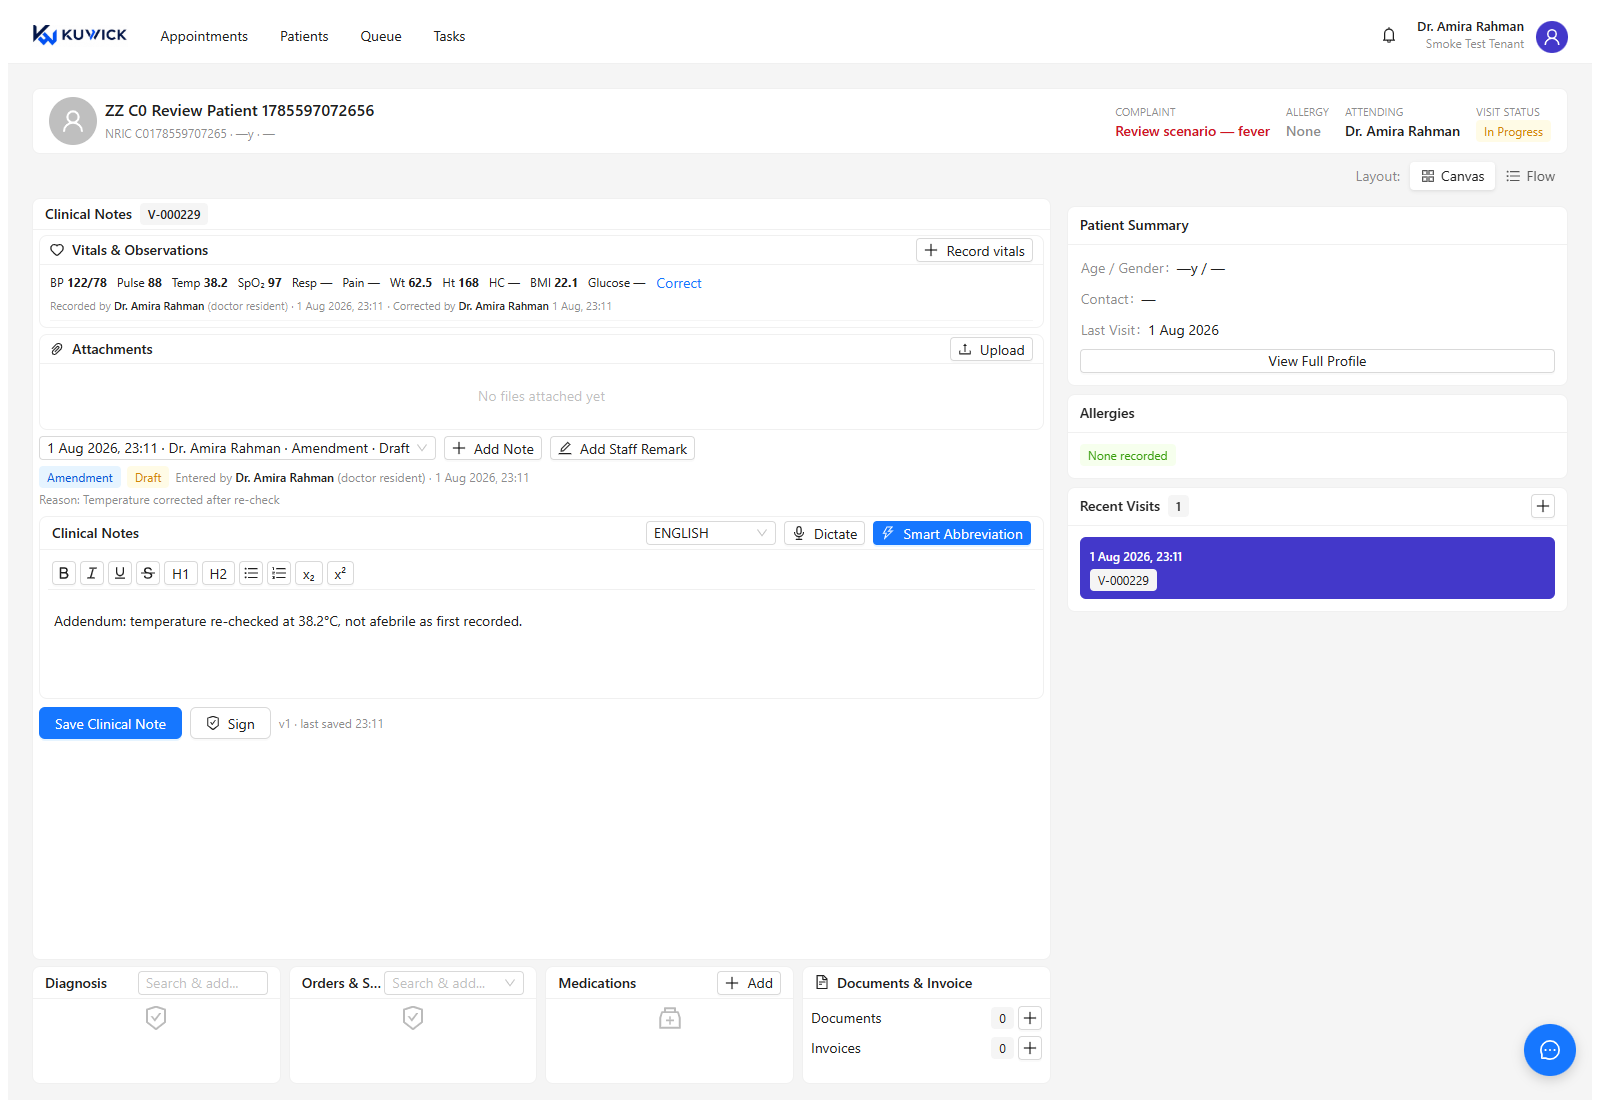 KUWICK Appointments Patients Queue Tasks
Dr. Amira Rahman
Smoke Test Tenant
ZZ C0 Review Patient 1785597072656
NRIC C0178559707265 · —y · —
COMPLAINT
Review scenario — fever
ALLERGY
None
ATTENDING
Dr. Amira Rahman
VISIT STATUS
In Progress
Layout: Canvas Flow
Clinical Notes V-000229
Vitals & Observations + Record vitals
BP 122/78 Pulse 88 Temp 38.2 SpO₂ 97 Resp — Pain — Wt 62.5 Ht 168 HC — BMI 22.1 Glucose — Correct
Recorded by Dr. Amira Rahman (doctor resident) · 1 Aug 2026, 23:11 · Corrected by Dr. Amira Rahman 1 Aug, 23:11
Attachments Upload
No files attached yet
1 Aug 2026, 23:11 · Dr. Amira Rahman · Amendment · Draft + Add Note Add Staff Remark
Amendment Draft Entered by Dr. Amira Rahman (doctor resident) · 1 Aug 2026, 23:11
Reason: Temperature corrected after re-check
Clinical Notes ENGLISH Dictate Smart Abbreviation
B I U S H1 H2 x₂ x²
Addendum: temperature re-checked at 38.2°C, not afebrile as first recorded.
Save Clinical Note Sign v1 · last saved 23:11
Patient Summary
Age / Gender: —y / —
Contact: —
Last Visit: 1 Aug 2026
View Full Profile
Allergies
None recorded
Recent Visits 1 +
1 Aug 2026, 23:11
V-000229
Diagnosis Search & add...
Orders & S... Search & add...
Medications + Add
Documents & Invoice
Documents 0 +
Invoices 0 +